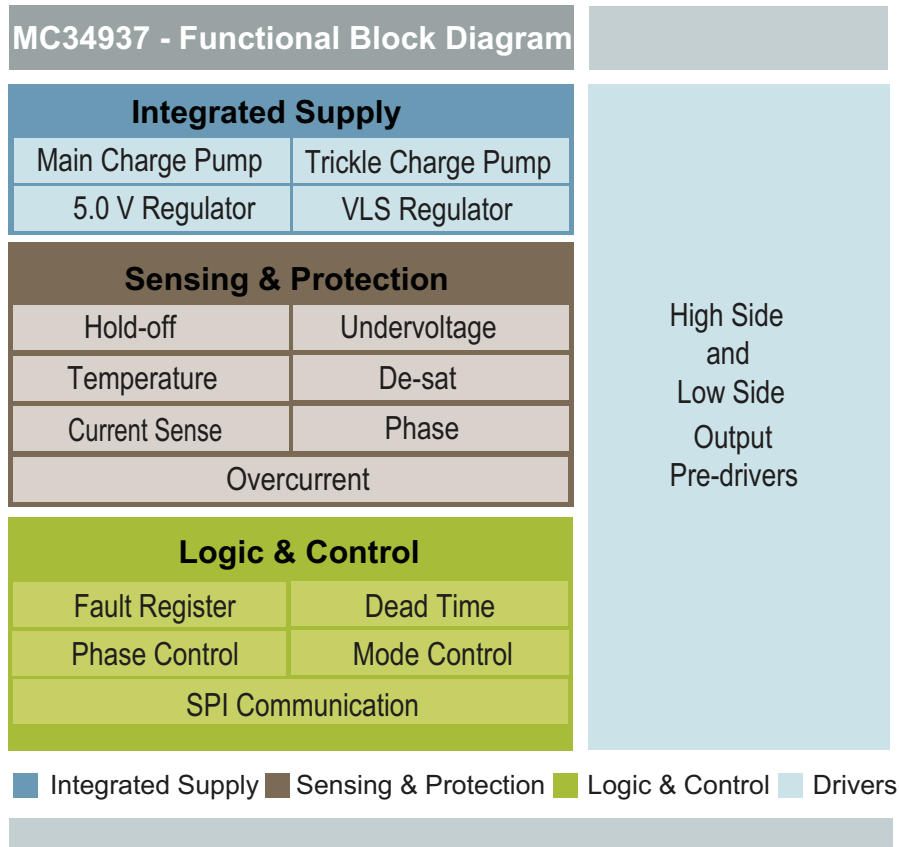 MC34937 - Functional Block Diagram
Integrated Supply
Main Charge Pump
Trickle Charge Pump
5.0 V Regulator
VLS Regulator
Sensing & Protection
Hold-off
Undervoltage
Temperature
De-sat
Current Sense
Phase
Overcurrent
Logic & Control
Fault Register
Dead Time
Phase Control
Mode Control
SPI Communication
High Side
and
Low Side
Output
Pre-drivers
Integrated Supply
Sensing & Protection
Logic & Control
Drivers